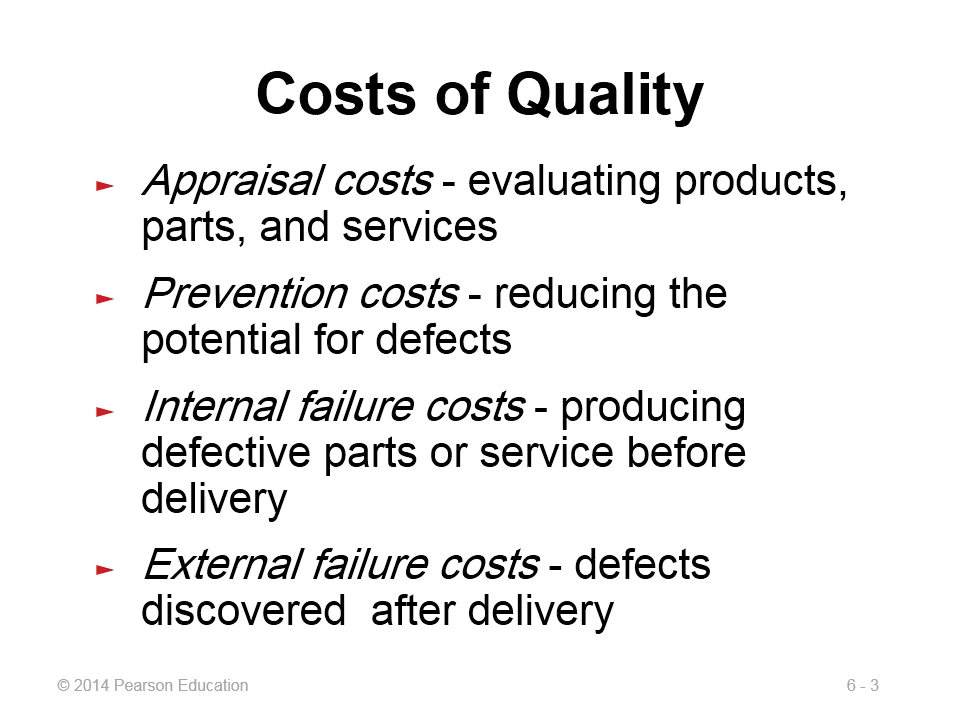 Costs of Quality
► Appraisal costs - evaluating products,
parts, and services
► Prevention costs - reducing the
potential for defects
► Internal failure costs - producing
defective parts or service before
delivery
► External failure costs - defects
discovered  after delivery
© 2014 Pearson Education
6 - 3